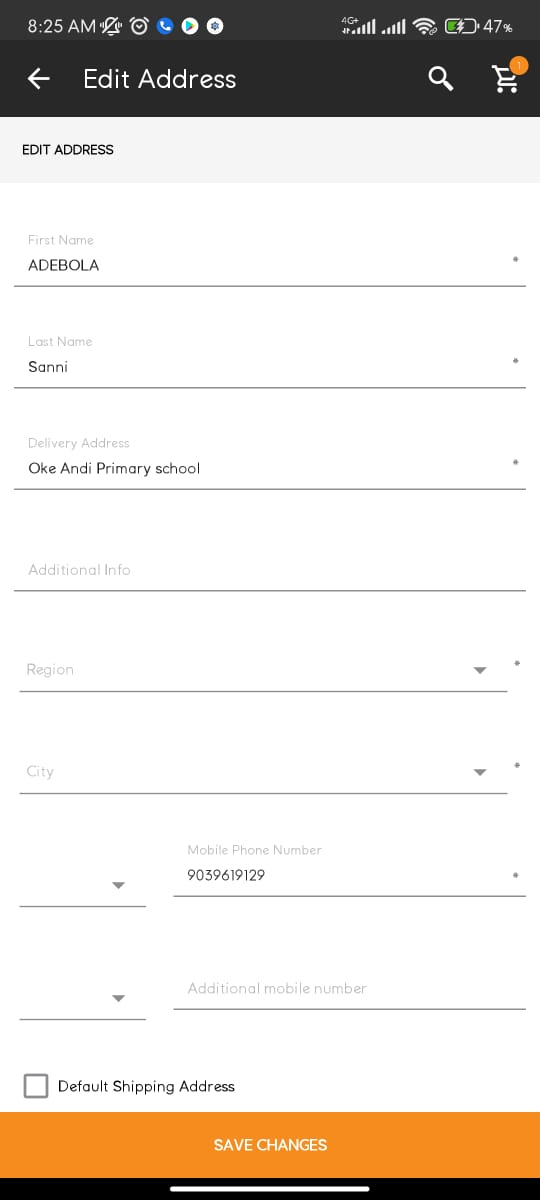 8:25 AM 4G+ 47%
Edit Address 1
EDIT ADDRESS
First Name
ADEBOLA *
Last Name
Sanni *
Delivery Address
Oke Andi Primary school *
Additional Info
Region *
City *
Mobile Phone Number
9039619129 *
Additional mobile number
Default Shipping Address
SAVE CHANGES